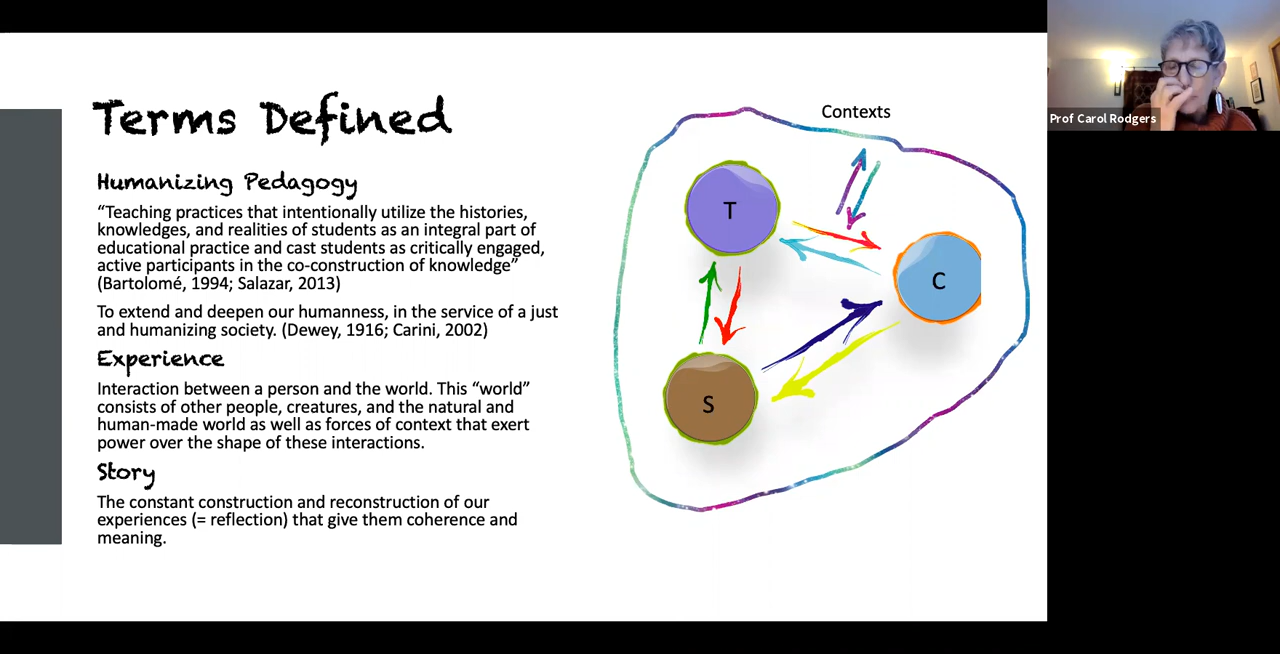 Terms Defined
Humanizing Pedagogy
“Teaching practices that intentionally utilize the histories,
knowledges, and realities of students as an integral part of
educational practice and cast students as critically engaged,
active participants in the co-construction of knowledge”
(Bartolomé, 1994; Salazar, 2013)
To extend and deepen our humanness, in the service of a just
and humanizing society. (Dewey, 1916; Carini, 2002)
Experience
Interaction between a person and the world. This “world”
consists of other people, creatures, and the natural and
human-made world as well as forces of context that exert
power over the shape of these interactions.
Story
The constant construction and reconstruction of our
experiences (= reflection) that give them coherence and
meaning.
Contexts
T
C
S
Prof Carol Rodgers